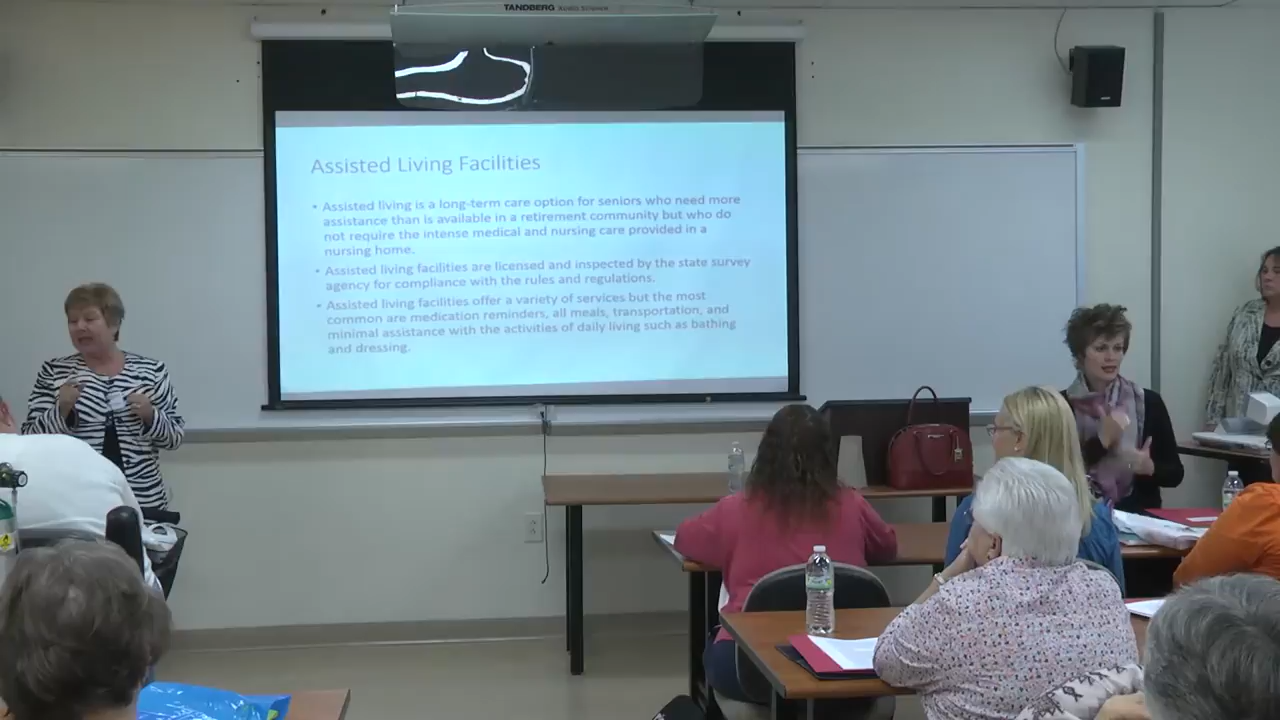 TANDBERG
Assisted Living Facilities
• Assisted living is a long-term care option for seniors who need more
assistance than is available in a retirement community but who do
not require the intense medical and nursing care provided in a
nursing home.
• Assisted living facilities are licensed and inspected by the state survey
agency for compliance with the rules and regulations.
• Assisted living facilities offer a variety of services but the most
common are medication reminders, all meals, transportation, and
minimal assistance with the activities of daily living such as bathing
and dressing.